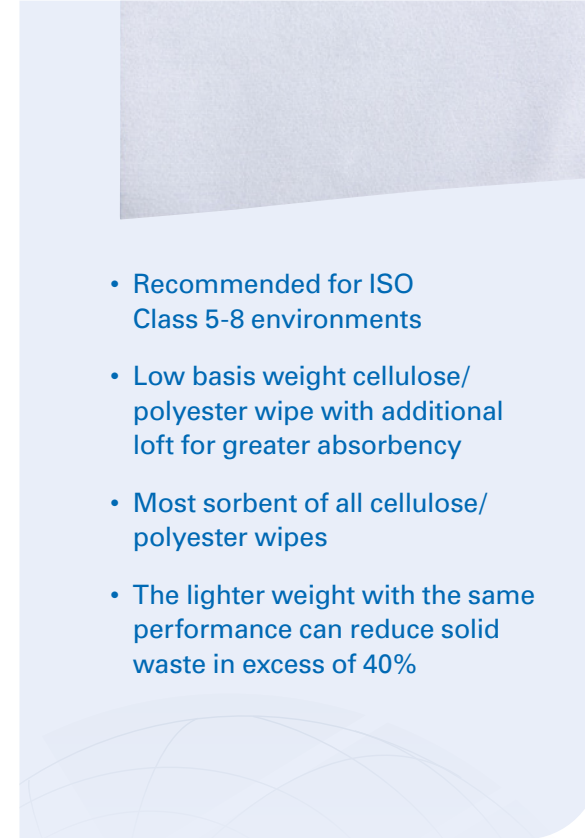 • Recommended for ISO
Class 5-8 environments
• Low basis weight cellulose/
polyester wipe with additional
loft for greater absorbency
• Most sorbent of all cellulose/
polyester wipes
• The lighter weight with the same
performance can reduce solid
waste in excess of 40%